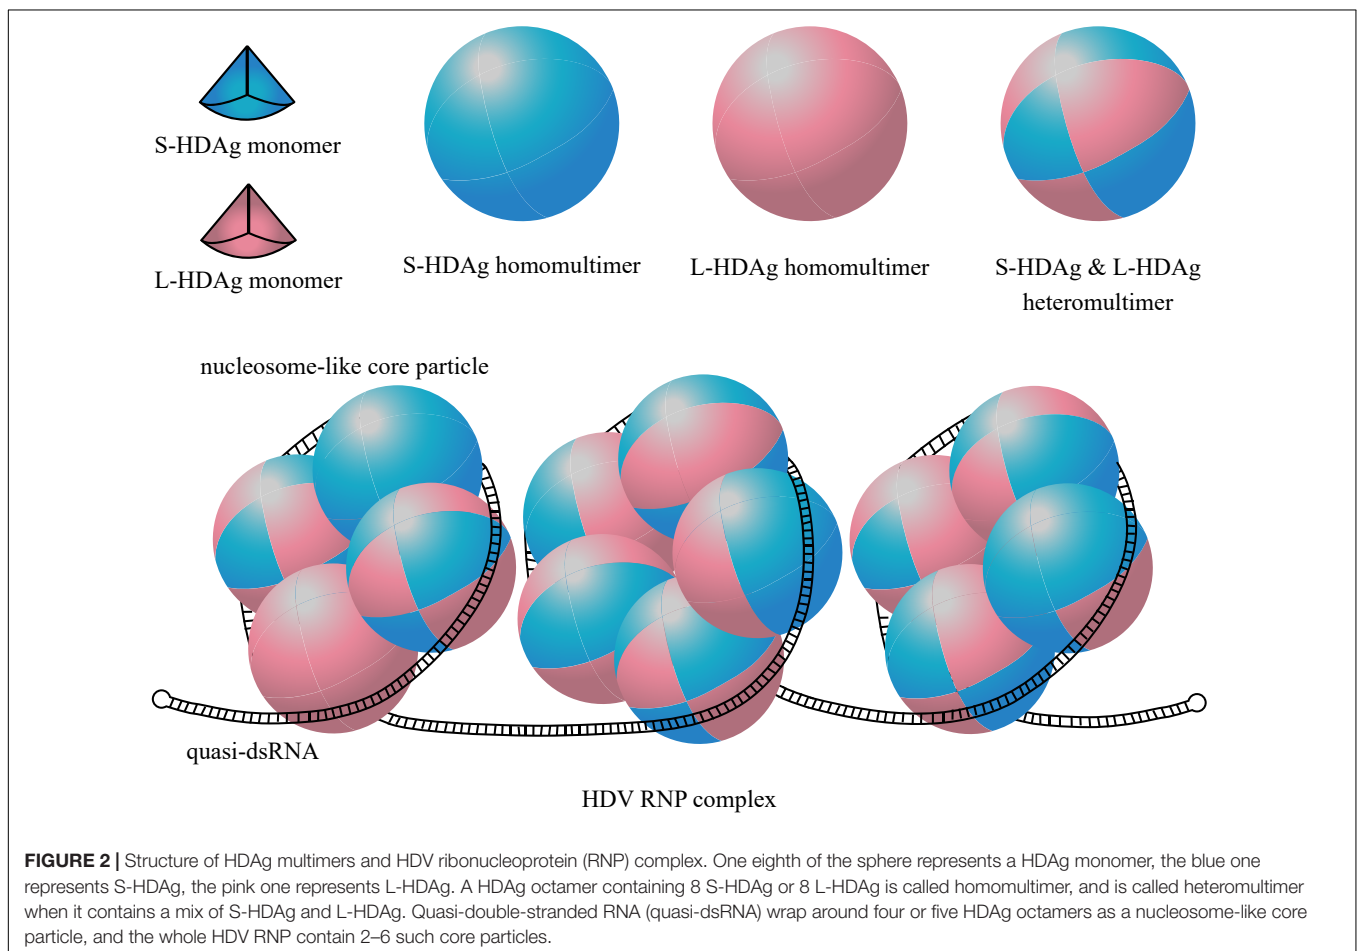 S-HDAg monomer
L-HDAg monomer
S-HDAg homomultimer
L-HDAg homomultimer
S-HDAg & L-HDAg
heteromultimer
nucleosome-like core particle
quasi-dsRNA
HDV RNP complex
FIGURE 2 | Structure of HDAg multimers and HDV ribonucleoprotein (RNP) complex. One eighth of the sphere represents a HDAg monomer, the blue one
represents S-HDAg, the pink one represents L-HDAg. A HDAg octamer containing 8 S-HDAg or 8 L-HDAg is called homomultimer, and is called heteromultimer
when it contains a mix of S-HDAg and L-HDAg. Quasi-double-stranded RNA (quasi-dsRNA) wrap around four or five HDAg octamers as a nucleosome-like core
particle, and the whole HDV RNP contain 2–6 such core particles.